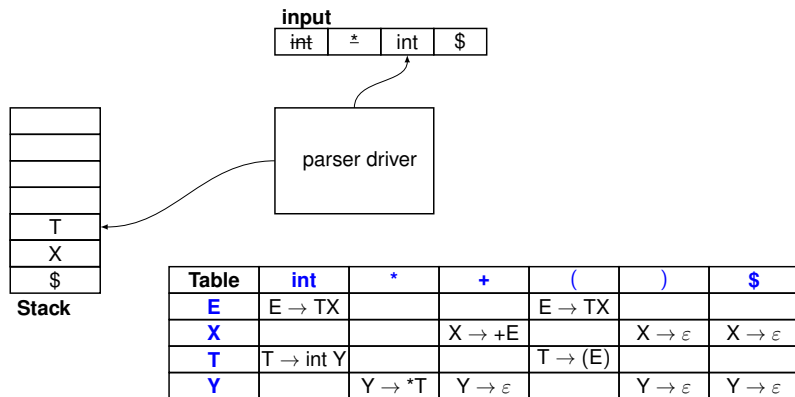 input
int * int $
parser driver
T
X
$
Stack
Table int * + ( ) $
E E → TX E → TX
X X → +E X → ε X → ε
T T → int Y T → (E)
Y Y → *T Y → ε Y → ε Y → ε